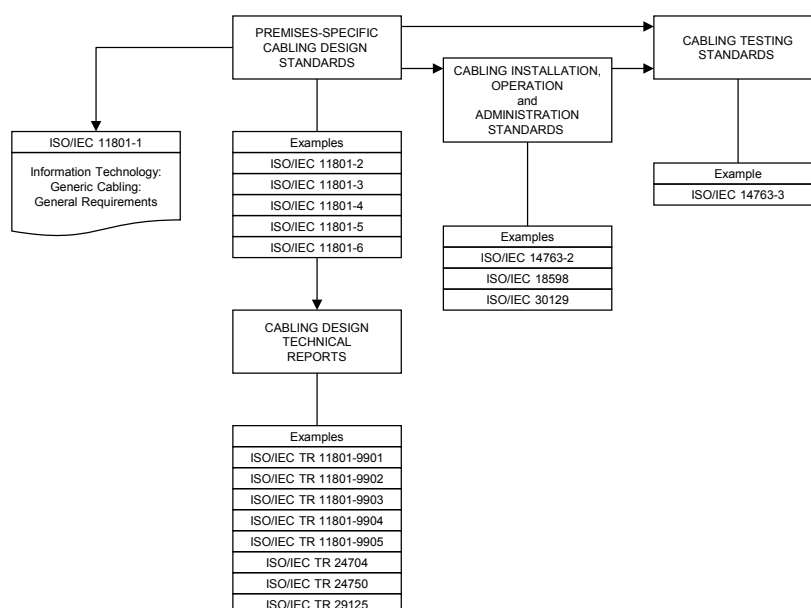 PREMISES-SPECIFIC
CABLING DESIGN
STANDARDS
CABLING TESTING
STANDARDS
CABLING INSTALLATION,
OPERATION
and
ADMINISTRATION
STANDARDS
ISO/IEC 11801-1
Information Technology:
Generic Cabling:
General Requirements
Examples
ISO/IEC 11801-2
ISO/IEC 11801-3
ISO/IEC 11801-4
ISO/IEC 11801-5
ISO/IEC 11801-6
Example
ISO/IEC 14763-3
Examples
ISO/IEC 14763-2
ISO/IEC 18598
ISO/IEC 30129
CABLING DESIGN
TECHNICAL
REPORTS
Examples
ISO/IEC TR 11801-9901
ISO/IEC TR 11801-9902
ISO/IEC TR 11801-9903
ISO/IEC TR 11801-9904
ISO/IEC TR 11801-9905
ISO/IEC TR 24704
ISO/IEC TR 24750
ISO/IEC TR 29125